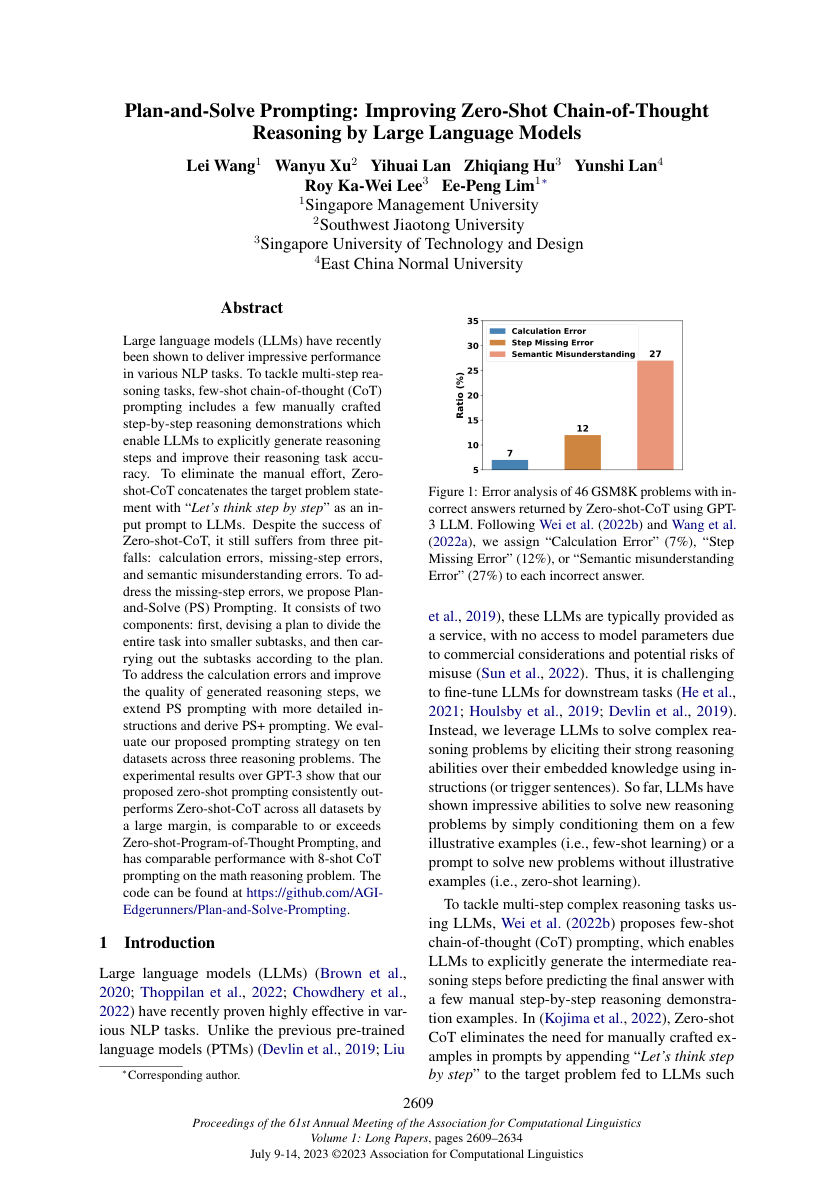 Plan-and-Solve Prompting: Improving Zero-Shot Chain-of-Thought
Reasoning by Large Language Models
Lei Wang1 Wanyu Xu2 Yihuai Lan Zhiqiang Hu3 Yunshi Lan4
Roy Ka-Wei Lee3 Ee-Peng Lim1*
1Singapore Management University
2Southwest Jiaotong University
3Singapore University of Technology and Design
4East China Normal University
Abstract
Large language models (LLMs) have recently
been shown to deliver impressive performance
in various NLP tasks. To tackle multi-step rea-
soning tasks, few-shot chain-of-thought (CoT)
prompting includes a few manually crafted
step-by-step reasoning demonstrations which
enable LLMs to explicitly generate reasoning
steps and improve their reasoning task accu-
racy. To eliminate the manual effort, Zero-
shot-CoT concatenates the target problem state-
ment with “Let’s think step by step” as an in-
put prompt to LLMs. Despite the success of
Zero-shot-CoT, it still suffers from three pit-
falls: calculation errors, missing-step errors,
and semantic misunderstanding errors. To ad-
dress the missing-step errors, we propose Plan-
and-Solve (PS) Prompting. It consists of two
components: first, devising a plan to divide the
entire task into smaller subtasks, and then car-
rying out the subtasks according to the plan.
To address the calculation errors and improve
the quality of generated reasoning steps, we
extend PS prompting with more detailed in-
structions and derive PS+ prompting. We eval-
uate our proposed prompting strategy on ten
datasets across three reasoning problems. The
experimental results over GPT-3 show that our
proposed zero-shot prompting consistently out-
performs Zero-shot-CoT across all datasets by
a large margin, is comparable to or exceeds
Zero-shot-Program-of-Thought Prompting, and
has comparable performance with 8-shot CoT
prompting on the math reasoning problem. The
code can be found at https://github.com/AGI-
Edgerunners/Plan-and-Solve-Prompting.
1 Introduction
Large language models (LLMs) (Brown et al.,
2020; Thoppilan et al., 2022; Chowdhery et al.,
2022) have recently proven highly effective in var-
ious NLP tasks. Unlike the previous pre-trained
language models (PTMs) (Devlin et al., 2019; Liu
*Corresponding author.
35
30
25
20
15
10
5
Ratio (%)
Calculation Error
Step Missing Error
Semantic Misunderstanding
7
12
27
Figure 1: Error analysis of 46 GSM8K problems with in-
correct answers returned by Zero-shot-CoT using GPT-
3 LLM. Following Wei et al. (2022b) and Wang et al.
(2022a), we assign “Calculation Error” (7%), “Step
Missing Error” (12%), or “Semantic misunderstanding
Error” (27%) to each incorrect answer.
et al., 2019), these LLMs are typically provided as
a service, with no access to model parameters due
to commercial considerations and potential risks of
misuse (Sun et al., 2022). Thus, it is challenging
to fine-tune LLMs for downstream tasks (He et al.,
2021; Houlsby et al., 2019; Devlin et al., 2019).
Instead, we leverage LLMs to solve complex rea-
soning problems by eliciting their strong reasoning
abilities over their embedded knowledge using in-
structions (or trigger sentences). So far, LLMs have
shown impressive abilities to solve new reasoning
problems by simply conditioning them on a few
illustrative examples (i.e., few-shot learning) or a
prompt to solve new problems without illustrative
examples (i.e., zero-shot learning).
To tackle multi-step complex reasoning tasks us-
ing LLMs, Wei et al. (2022b) proposes few-shot
chain-of-thought (CoT) prompting, which enables
LLMs to explicitly generate the intermediate rea-
soning steps before predicting the final answer with
a few manual step-by-step reasoning demonstra-
tion examples. In (Kojima et al., 2022), Zero-shot
CoT eliminates the need for manually crafted ex-
amples in prompts by appending “Let’s think step
by step” to the target problem fed to LLMs such
2609
Proceedings of the 61st Annual Meeting of the Association for Computational Linguistics
Volume 1: Long Papers, pages 2609–2634
July 9-14, 2023 ©2023 Association for Computational Linguistics